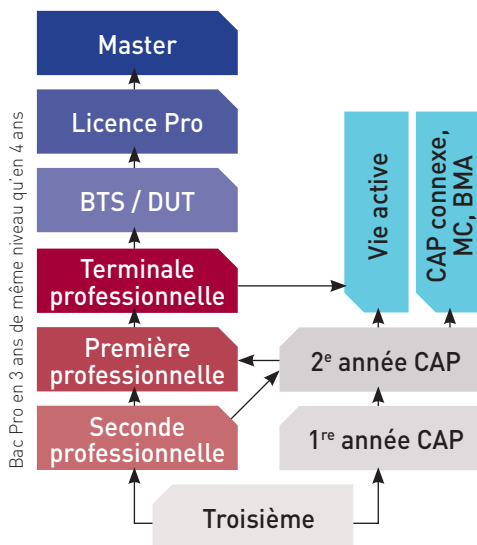 Master
Licence Pro
BTS / DUT
Terminale
professionnelle
Première
professionnelle
Seconde
professionnelle
Troisième
Bac Pro en 3 ans de même niveau qu'en 4 ans
Vie active
CAP connexe,
MC, BMA
2e année CAP
1re année CAP